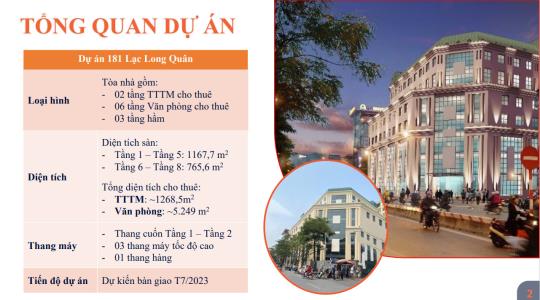 TỔNG QUAN DỰ ÁN
Dự án 181 Lạc Long Quân
Loại hình
Tòa nhà gồm:
- 02 tầng TTTM cho thuê
- 06 tầng Văn phòng cho thuê
- 03 tầng hầm
Diện tích
Diện tích sàn:
- Tầng 1 – Tầng 5: 1167,7 m²
- Tầng 6 – Tầng 8: 765,6 m²
Tổng diện tích cho thuê:
- TTTM: ~1268,5m²
- Văn phòng: ~5.249 m²
Thang máy
- Thang cuốn Tầng 1 – Tầng 2
- 03 thang máy tốc độ cao
- 01 thang hàng
Tiến độ dự án
Dự kiến bàn giao T7/2023
2